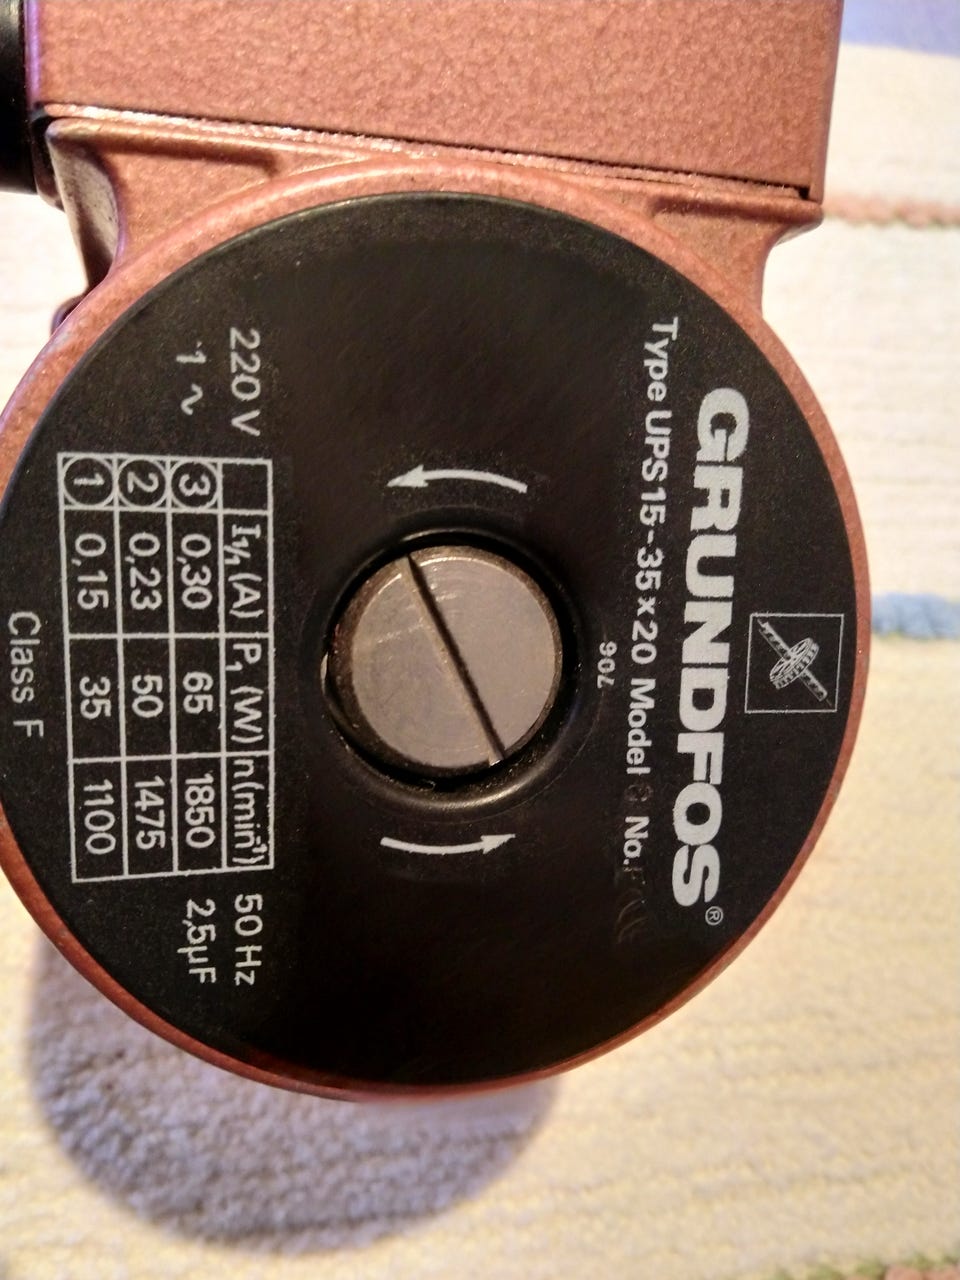 GRUNDFOS®
Type UPS 15-35 x 20 Model No.
706
220 V
1 ∿
I₁/₁ (A) P₁ (W) n (min⁻¹)
③ 0,30 65 1850
② 0,23 50 1475
① 0,15 35 1100
50 Hz
2,5µF
Class F